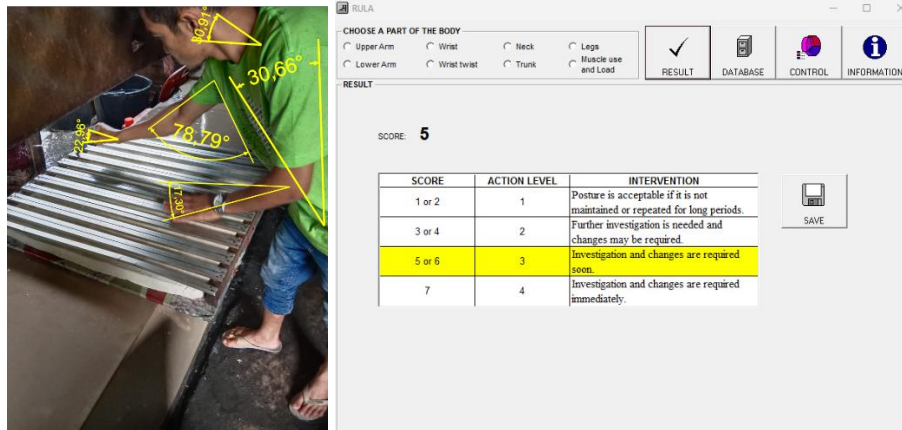 30,91°
30,66°
78,79°
22,96°
17,30°
RULA
CHOOSE A PART OF THE BODY
Upper Arm
Wrist
Neck
Legs
Lower Arm
Wrist twist
Trunk
Muscle use
and Load
RESULT
DATABASE
CONTROL
INFORMATION
RESULT
SCORE: 5
SCORE ACTION LEVEL INTERVENTION
1 or 2 1 Posture is acceptable if it is not
maintained or repeated for long periods.
3 or 4 2 Further investigation is needed and
changes may be required.
5 or 6 3 Investigation and changes are required
soon.
7 4 Investigation and changes are required
immediately.
SAVE